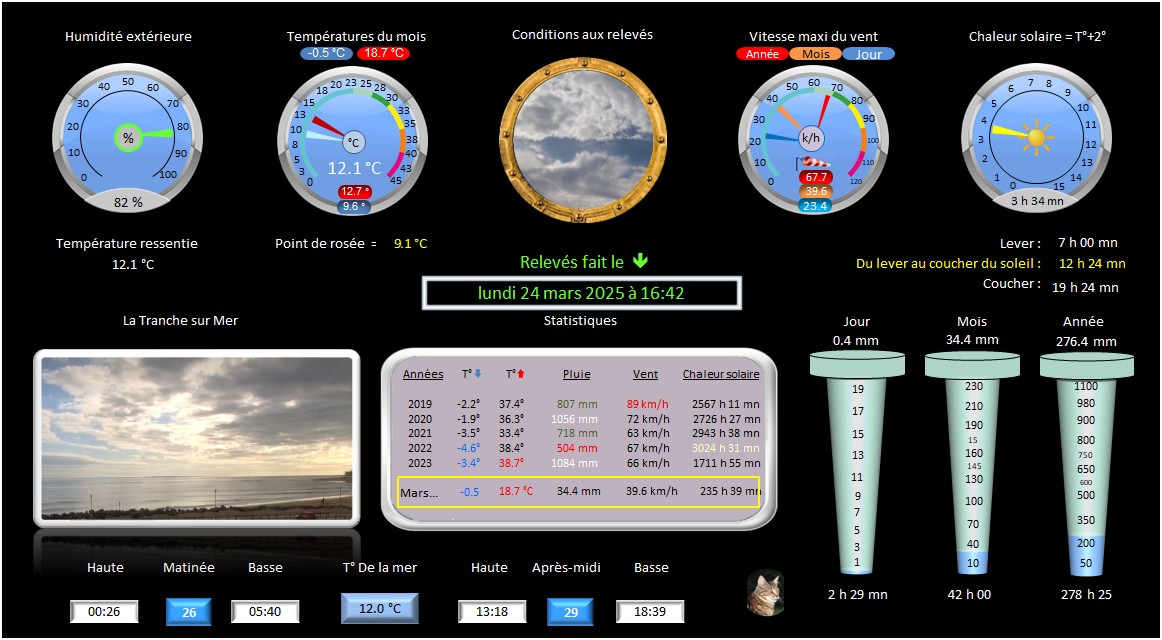 Humidité extérieure
Températures du mois
Conditions aux relevés
Vitesse maxi du vent
Chaleur solaire = T°+2°
-0.5 °C 18.7 °C
Année Mois Jour
0 10 20 30 40 50 60 70 80 90 100
%
82 %
0 3 5 8 10 13 15 18 20 23 25 28 30 33 35 38 40 43 45
°C
12.1 °C
12.7 °
9.6 °
0 10 20 30 40 50 60 70 80 90 100 110 120
k/h
67.7
39.6
23.4
0 1 2 3 4 5 6 7 8 9 10 11 12 13 14 15
3 h 34 mn
Température ressentie
12.1 °C
Point de rosée = 9.1 °C
Lever : 7 h 00 mn
Du lever au coucher du soleil : 12 h 24 mn
Coucher : 19 h 24 mn
Relevés fait le
lundi 24 mars 2025 à 16:42
La Tranche sur Mer
Statistiques
Années T° T° Pluie Vent Chaleur solaire
2019 -2.2° 37.4° 807 mm 89 km/h 2567 h 11 mn
2020 -1.9° 36.3° 1056 mm 72 km/h 2726 h 27 mn
2021 -3.5° 33.4° 718 mm 63 km/h 2943 h 38 mn
2022 -4.6° 38.4° 504 mm 67 km/h 3024 h 31 mn
2023 -3.4° 38.7° 1084 mm 66 km/h 1711 h 55 mn
Mars... -0.5 18.7 °C 34.4 mm 39.6 km/h 235 h 39 mn
Jour
0.4 mm
19
17
15
13
11
9
7
5
3
1
2 h 29 mn
Mois
34.4 mm
230
210
190
15
160
145
130
100
70
40
10
42 h 00
Année
276.4 mm
1100
980
900
800
750
650
600
500
350
200
50
278 h 25
Haute Matinée Basse
00:26 26 05:40
T° De la mer
12.0 °C
Haute Après-midi Basse
13:18 29 18:39